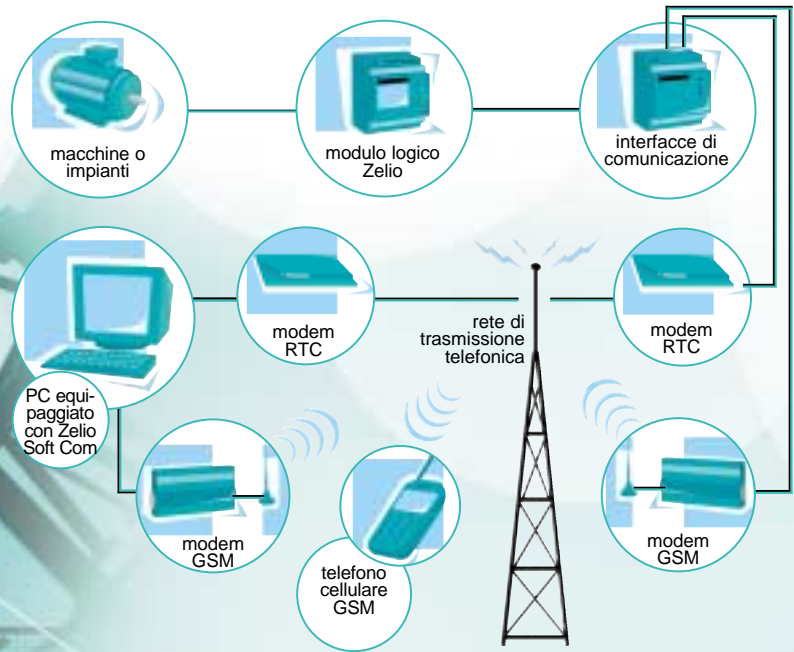 macchine o
impianti
modulo logico
Zelio
interfacce di
comunicazione
modem
RTC
rete di
trasmissione
telefonica
modem
RTC
PC equi-
paggiato
con Zelio
Soft Com
modem
GSM
telefono
cellulare
GSM
modem
GSM